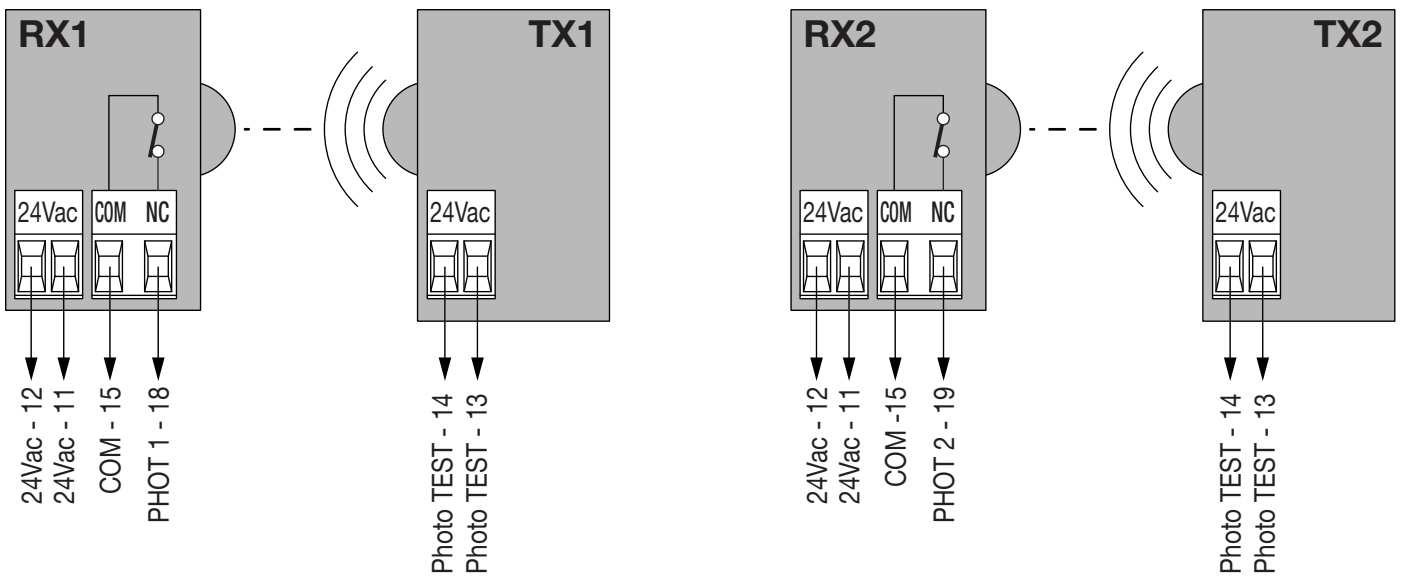 RX1
TX1
24Vac
COM
NC
24Vac
24Vac - 12
24Vac - 11
COM - 15
PHOT 1 - 18
Photo TEST - 14
Photo TEST - 13
RX2
TX2
24Vac
COM
NC
24Vac
24Vac - 12
24Vac - 11
COM -15
PHOT 2 - 19
Photo TEST - 14
Photo TEST - 13